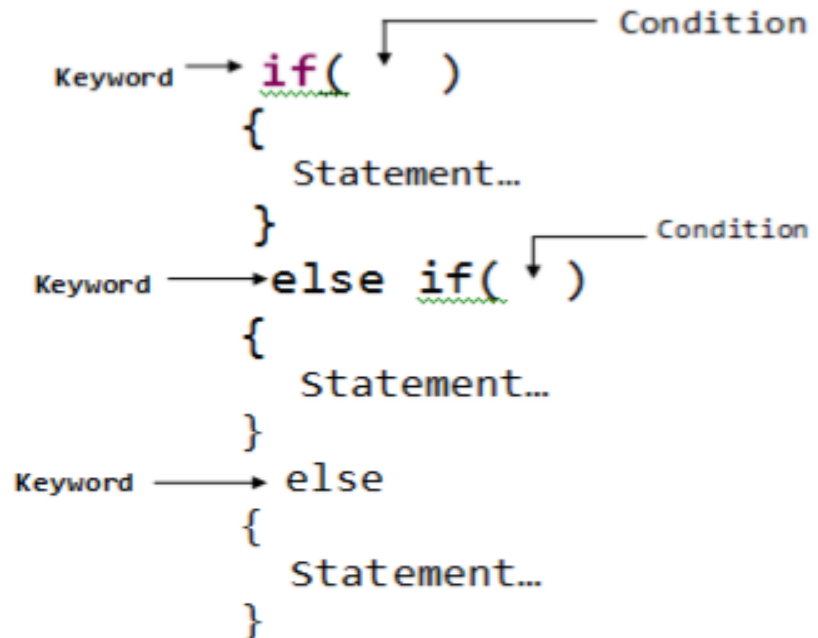 Condition
Keyword if( )
{
Statement…
}
Condition
Keyword else if( )
{
Statement…
}
Keyword else
{
Statement…
}